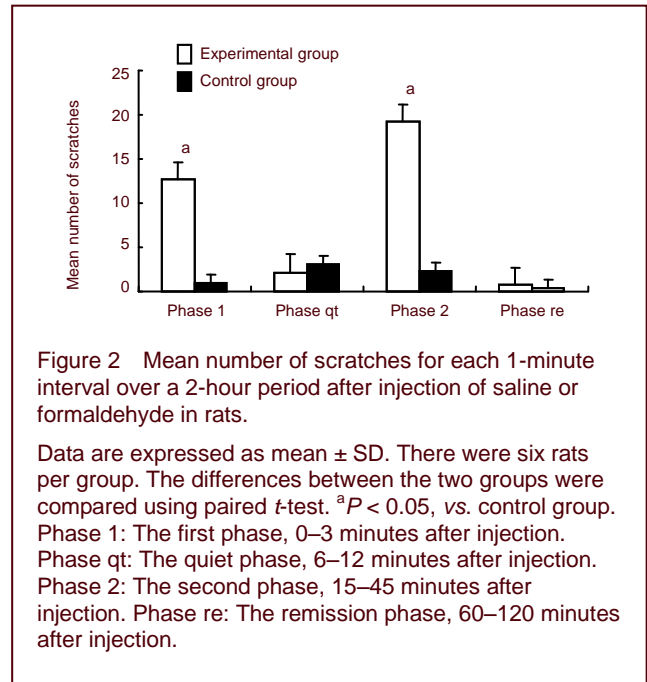 Experimental group
Control group
25
20
15
10
5
0
Mean number of scratches
a
a
Phase 1 Phase qt Phase 2 Phase re
Figure 2 Mean number of scratches for each 1-minute
interval over a 2-hour period after injection of saline or
formaldehyde in rats.
Data are expressed as mean ± SD. There were six rats
per group. The differences between the two groups were
compared using paired t-test. ᵃP < 0.05, vs. control group.
Phase 1: The first phase, 0–3 minutes after injection.
Phase qt: The quiet phase, 6–12 minutes after injection.
Phase 2: The second phase, 15–45 minutes after
injection. Phase re: The remission phase, 60–120 minutes
after injection.